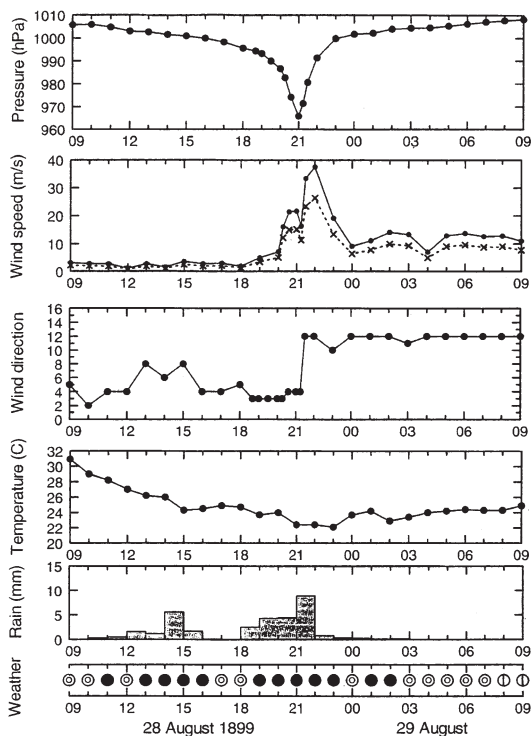 Pressure (hPa)
1010
1000
990
980
970
960
09 12 15 18 21 00 03 06 09
Wind speed (m/s)
40
30
20
10
0
09 12 15 18 21 00 03 06 09
Wind direction
16
14
12
10
8
6
4
2
0
09 12 15 18 21 00 03 06 09
Temperature (C)
32
30
28
26
24
22
20
09 12 15 18 21 00 03 06 09
Rain (mm)
15
10
5
0
09 12 15 18 21 00 03 06 09
Weather
09 12 15 18 21 00 03 06 09
28 August 1899 29 August